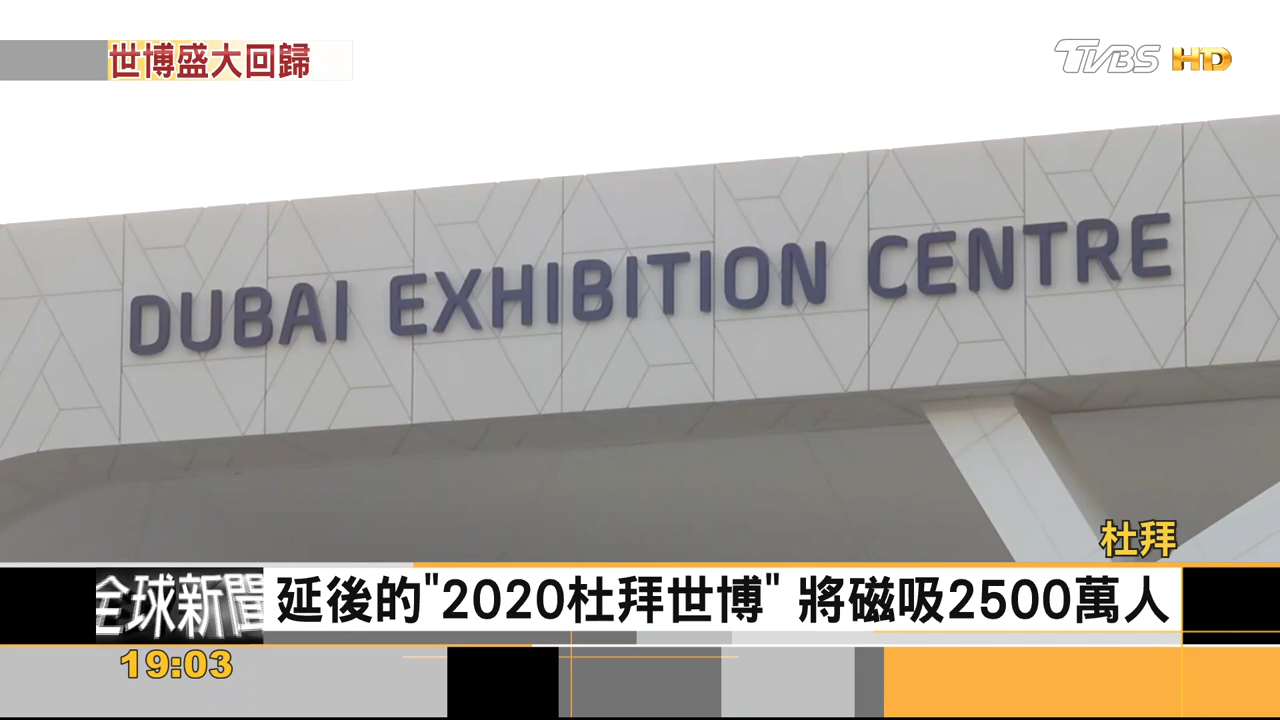 世博盛大回歸
TVBS HD
DUBAI EXHIBITION CENTRE
杜拜
全球新聞
延後的"2020杜拜世博" 將磁吸2500萬人
19:03